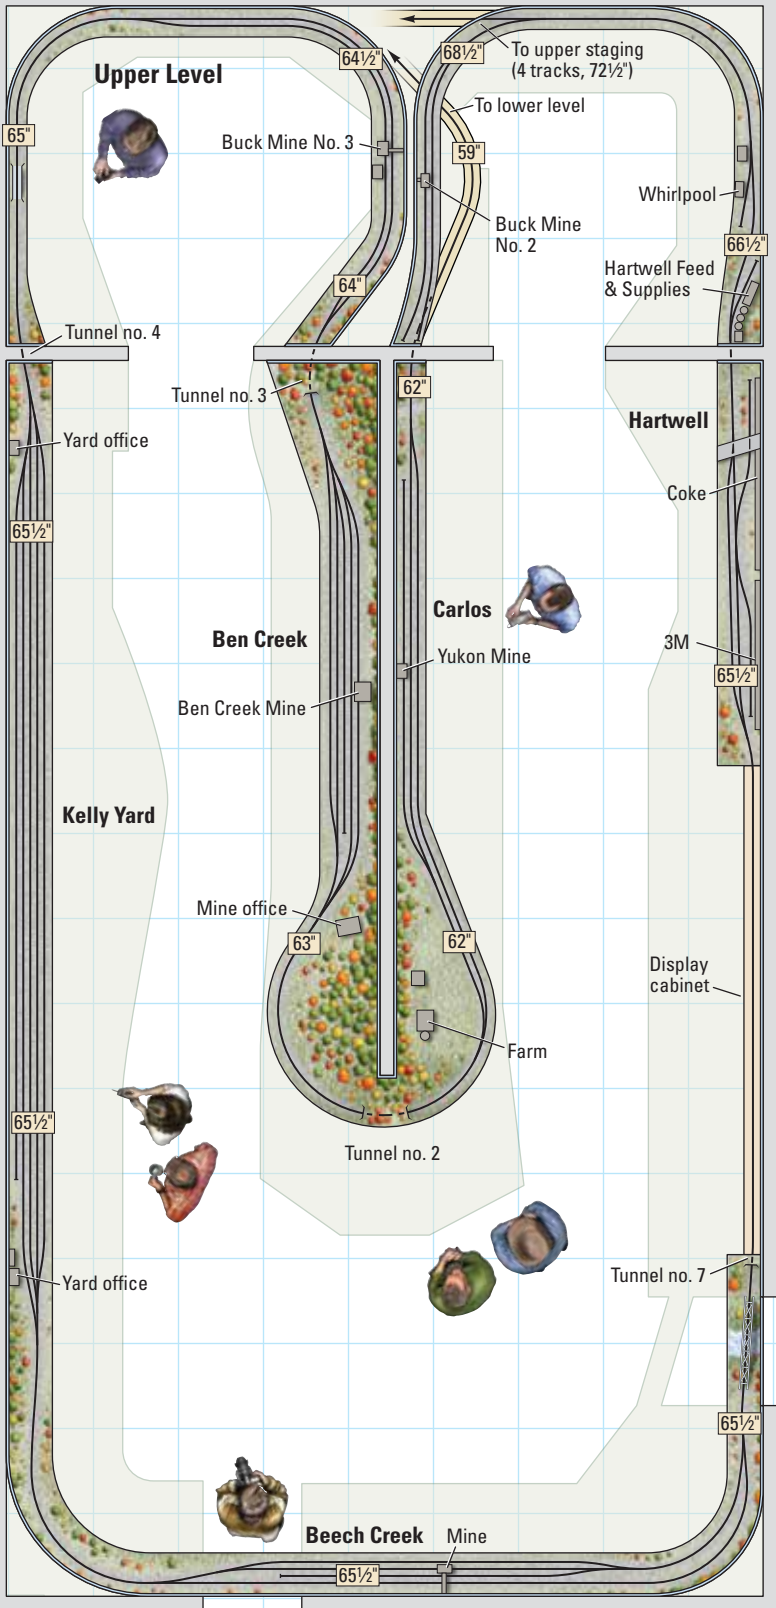 64½"
68½"
To upper staging
(4 tracks, 72½")
Upper Level
To lower level
65"
Buck Mine No. 3
59"
Whirlpool
Buck Mine
No. 2
66½"
Hartwell Feed
& Supplies
64"
Tunnel no. 4
Tunnel no. 3
62"
Hartwell
Yard office
Coke
65½"
Carlos
Ben Creek
3M
Yukon Mine
65½"
Ben Creek Mine
Kelly Yard
Mine office
63"
62"
Display
cabinet
Farm
65½"
Tunnel no. 2
Tunnel no. 7
Yard office
65½"
Beech Creek
Mine
65½"